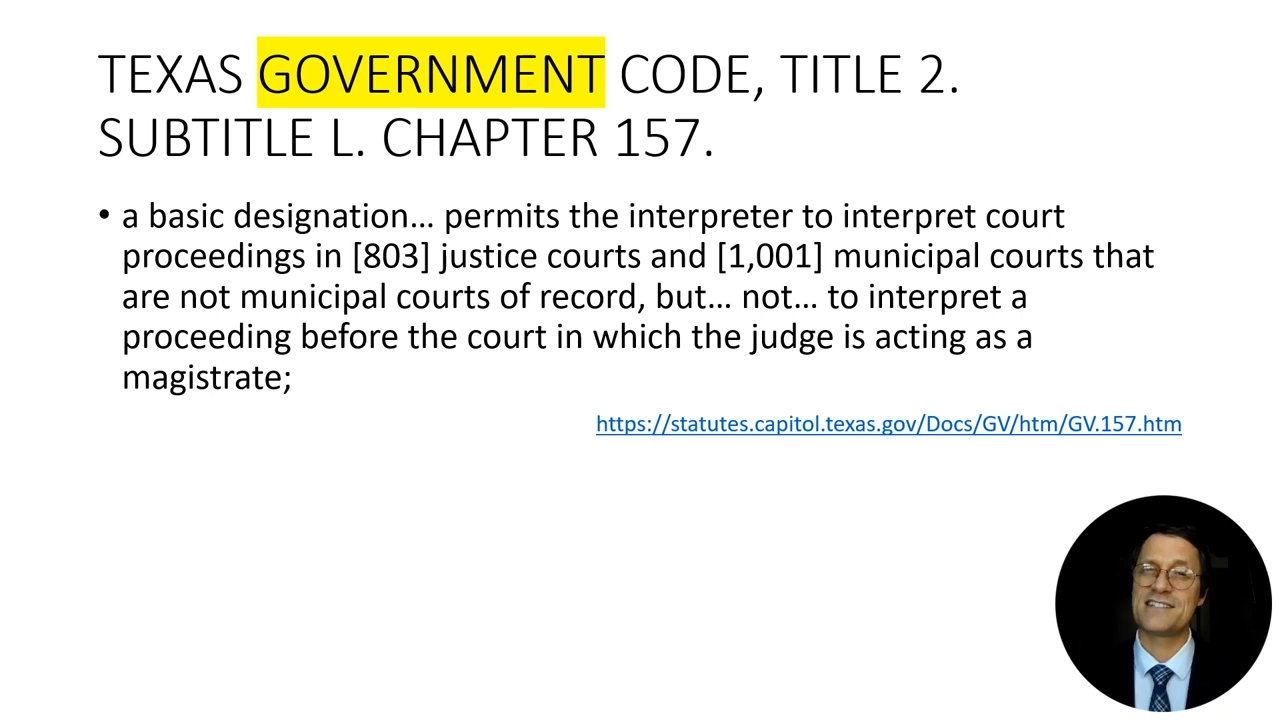 TEXAS GOVERNMENT CODE, TITLE 2.
SUBTITLE L. CHAPTER 157.
• a basic designation… permits the interpreter to interpret court
proceedings in [803] justice courts and [1,001] municipal courts that
are not municipal courts of record, but… not… to interpret a
proceeding before the court in which the judge is acting as a
magistrate;
https://statutes.capitol.texas.gov/Docs/GV/htm/GV.157.htm